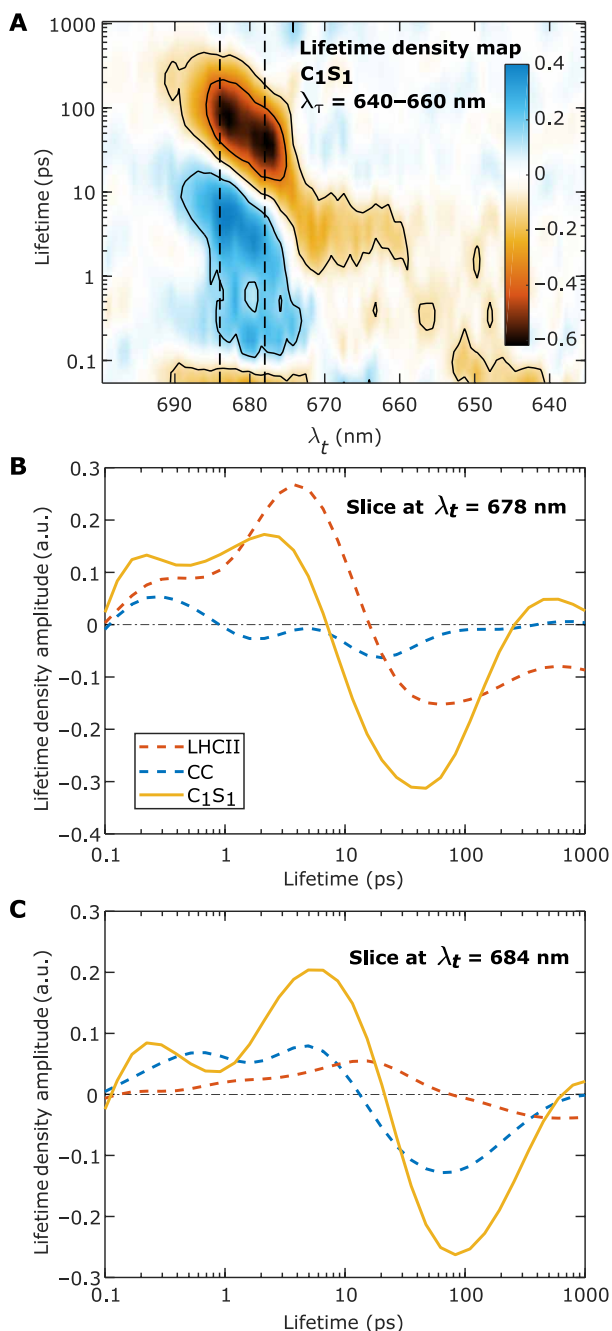 A
Lifetime density map
C₁S₁
λT = 640–660 nm
1000
100
10
1
0.1
Lifetime (ps)
0.4
0.2
0
−0.2
−0.4
−0.6
690 680 670 660 650 640
λt (nm)
B
Slice at λt = 678 nm
0.3
0.2
0.1
0
−0.1
−0.2
−0.3
−0.4
Lifetime density amplitude (a.u.)
LHCII
CC
C₁S₁
0.1 1 10 100 1000
Lifetime (ps)
C
Slice at λt = 684 nm
0.3
0.2
0.1
0
−0.1
−0.2
−0.3
Lifetime density amplitude (a.u.)
0.1 1 10 100 1000
Lifetime (ps)